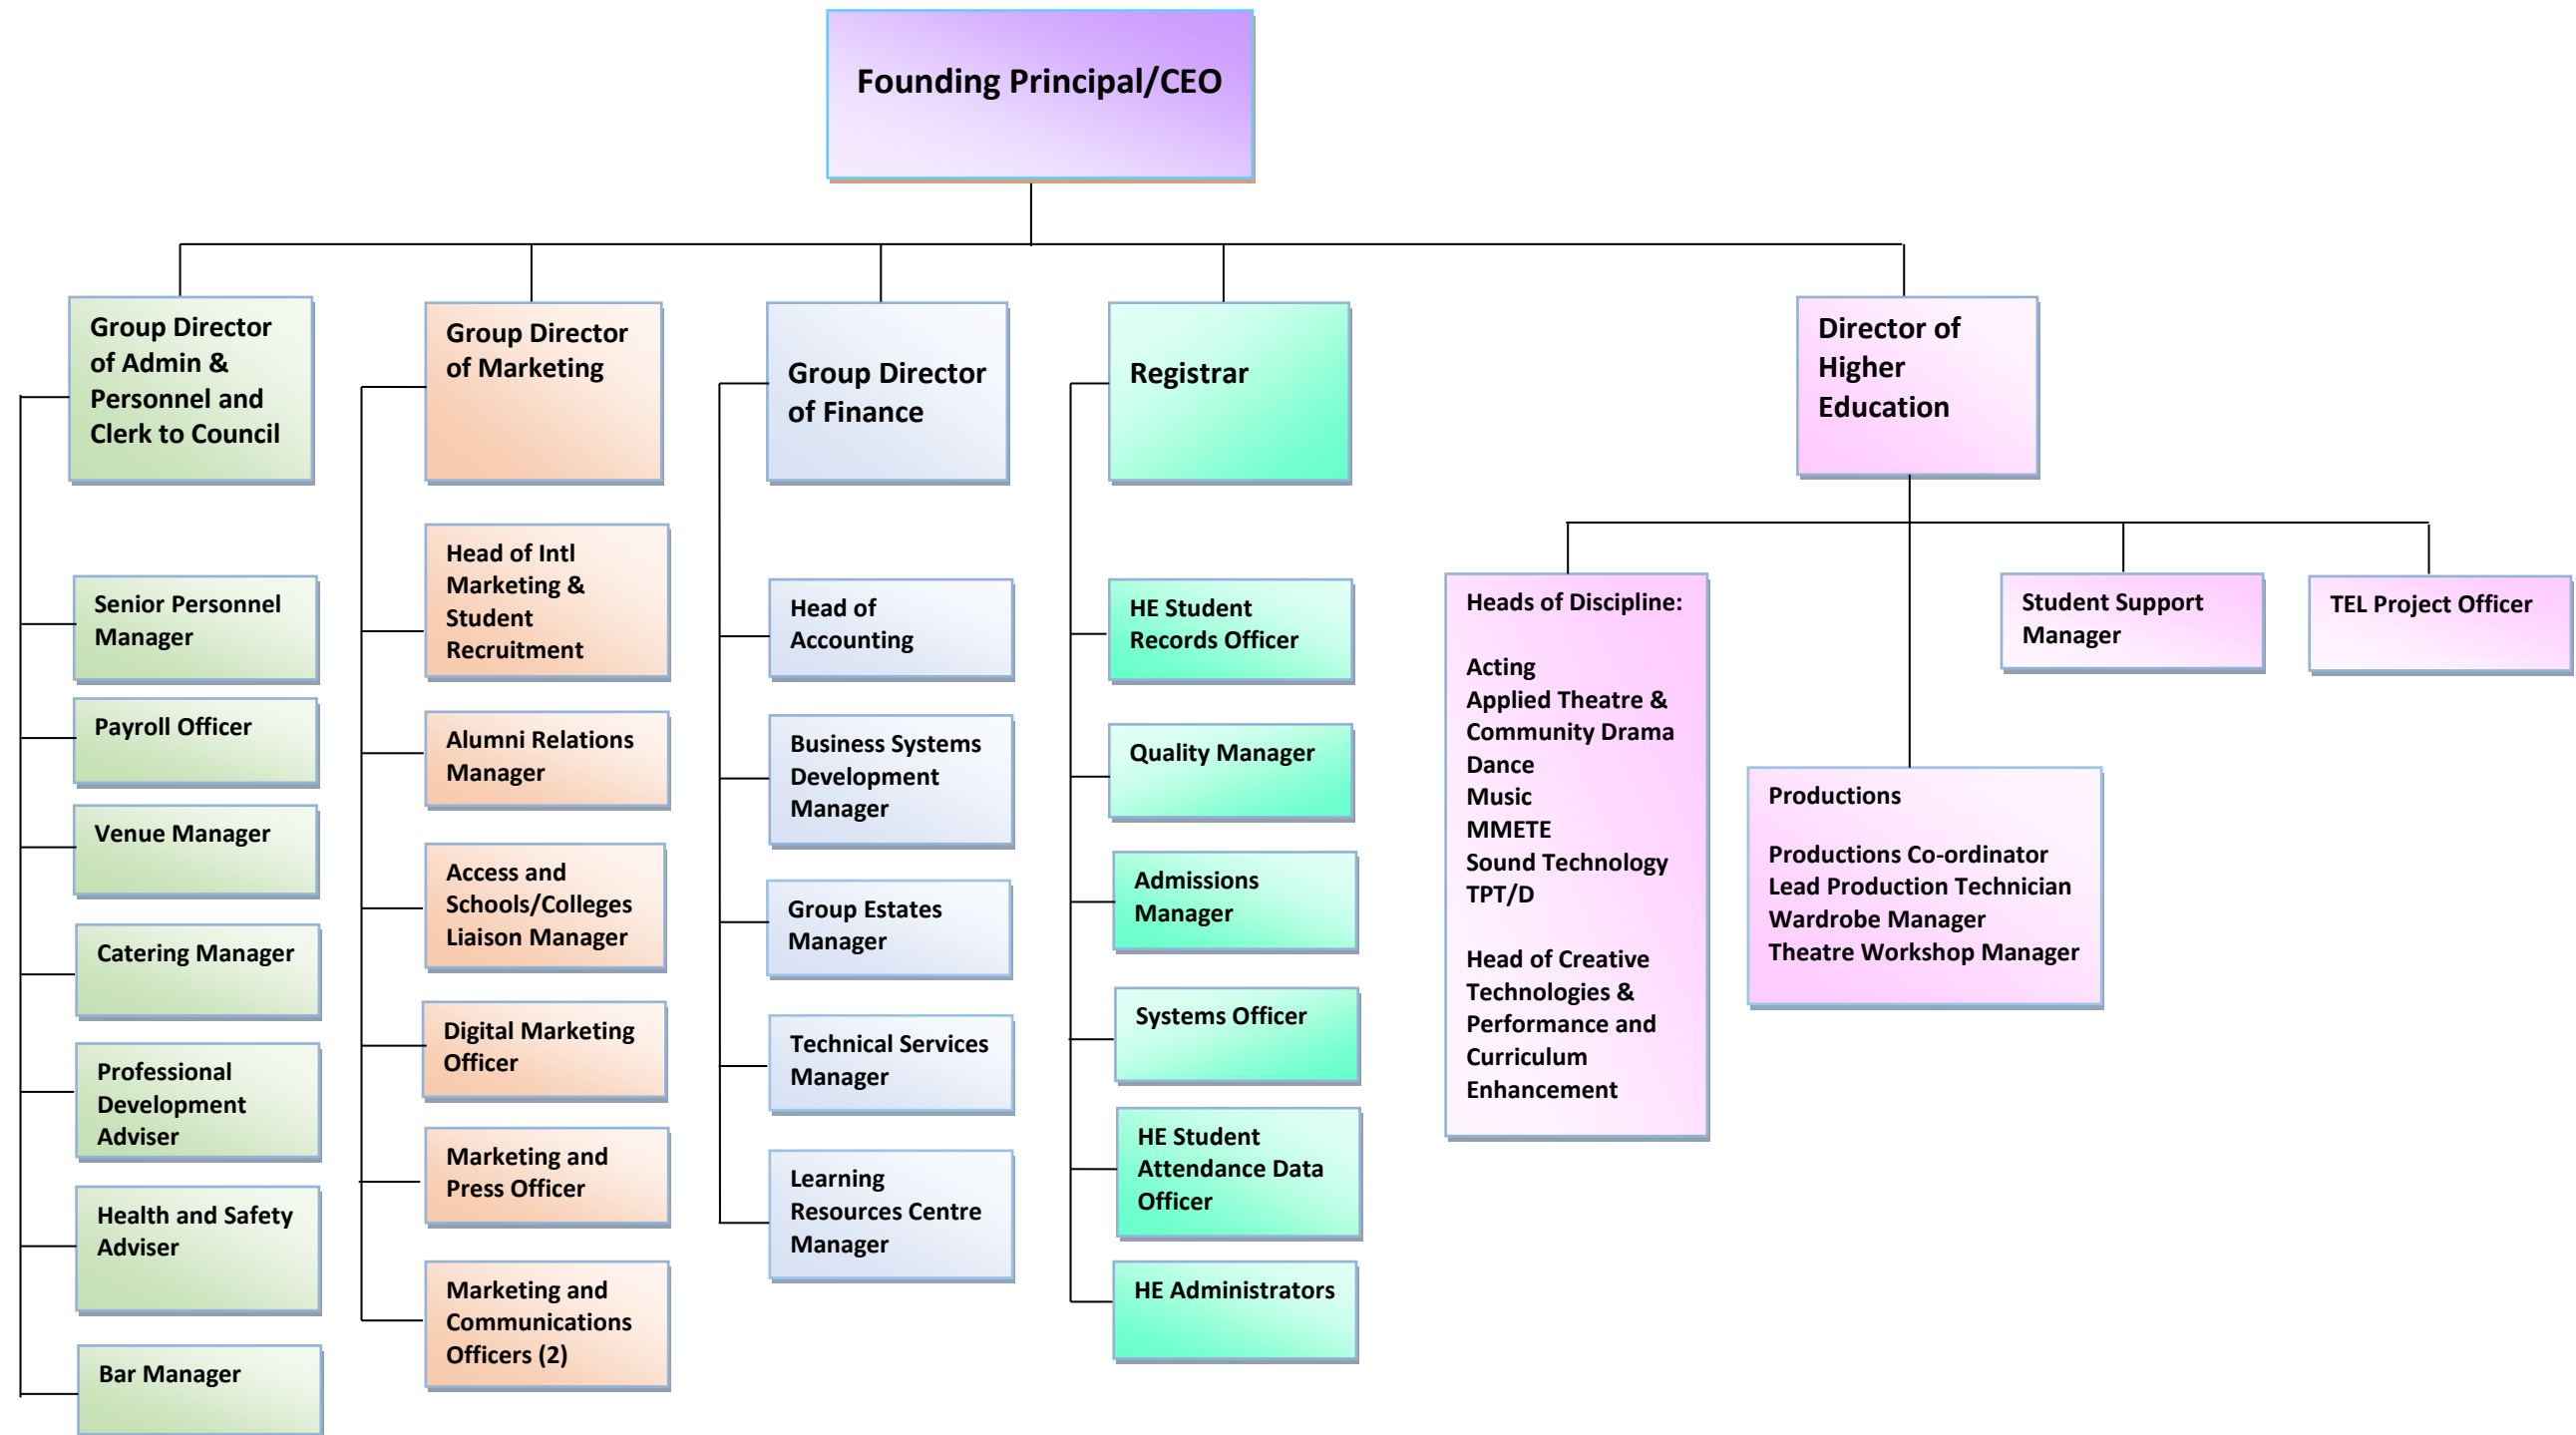 Founding Principal/CEO
Group Director
of Admin &
Personnel and
Clerk to Council
Senior Personnel
Manager
Payroll Officer
Venue Manager
Catering Manager
Professional
Development
Adviser
Health and Safety
Adviser
Bar Manager
Group Director
of Marketing
Head of Intl
Marketing &
Student
Recruitment
Alumni Relations
Manager
Access and
Schools/Colleges
Liaison Manager
Digital Marketing
Officer
Marketing and
Press Officer
Marketing and
Communications
Officers (2)
Group Director
of Finance
Head of
Accounting
Business Systems
Development
Manager
Group Estates
Manager
Technical Services
Manager
Learning
Resources Centre
Manager
Registrar
HE Student
Records Officer
Quality Manager
Admissions
Manager
Systems Officer
HE Student
Attendance Data
Officer
HE Administrators
Director of
Higher
Education
Heads of Discipline:
Acting
Applied Theatre &
Community Drama
Dance
Music
MMETE
Sound Technology
TPT/D
Head of Creative
Technologies &
Performance and
Curriculum
Enhancement
Productions
Productions Co-ordinator
Lead Production Technician
Wardrobe Manager
Theatre Workshop Manager
Student Support
Manager
TEL Project Officer